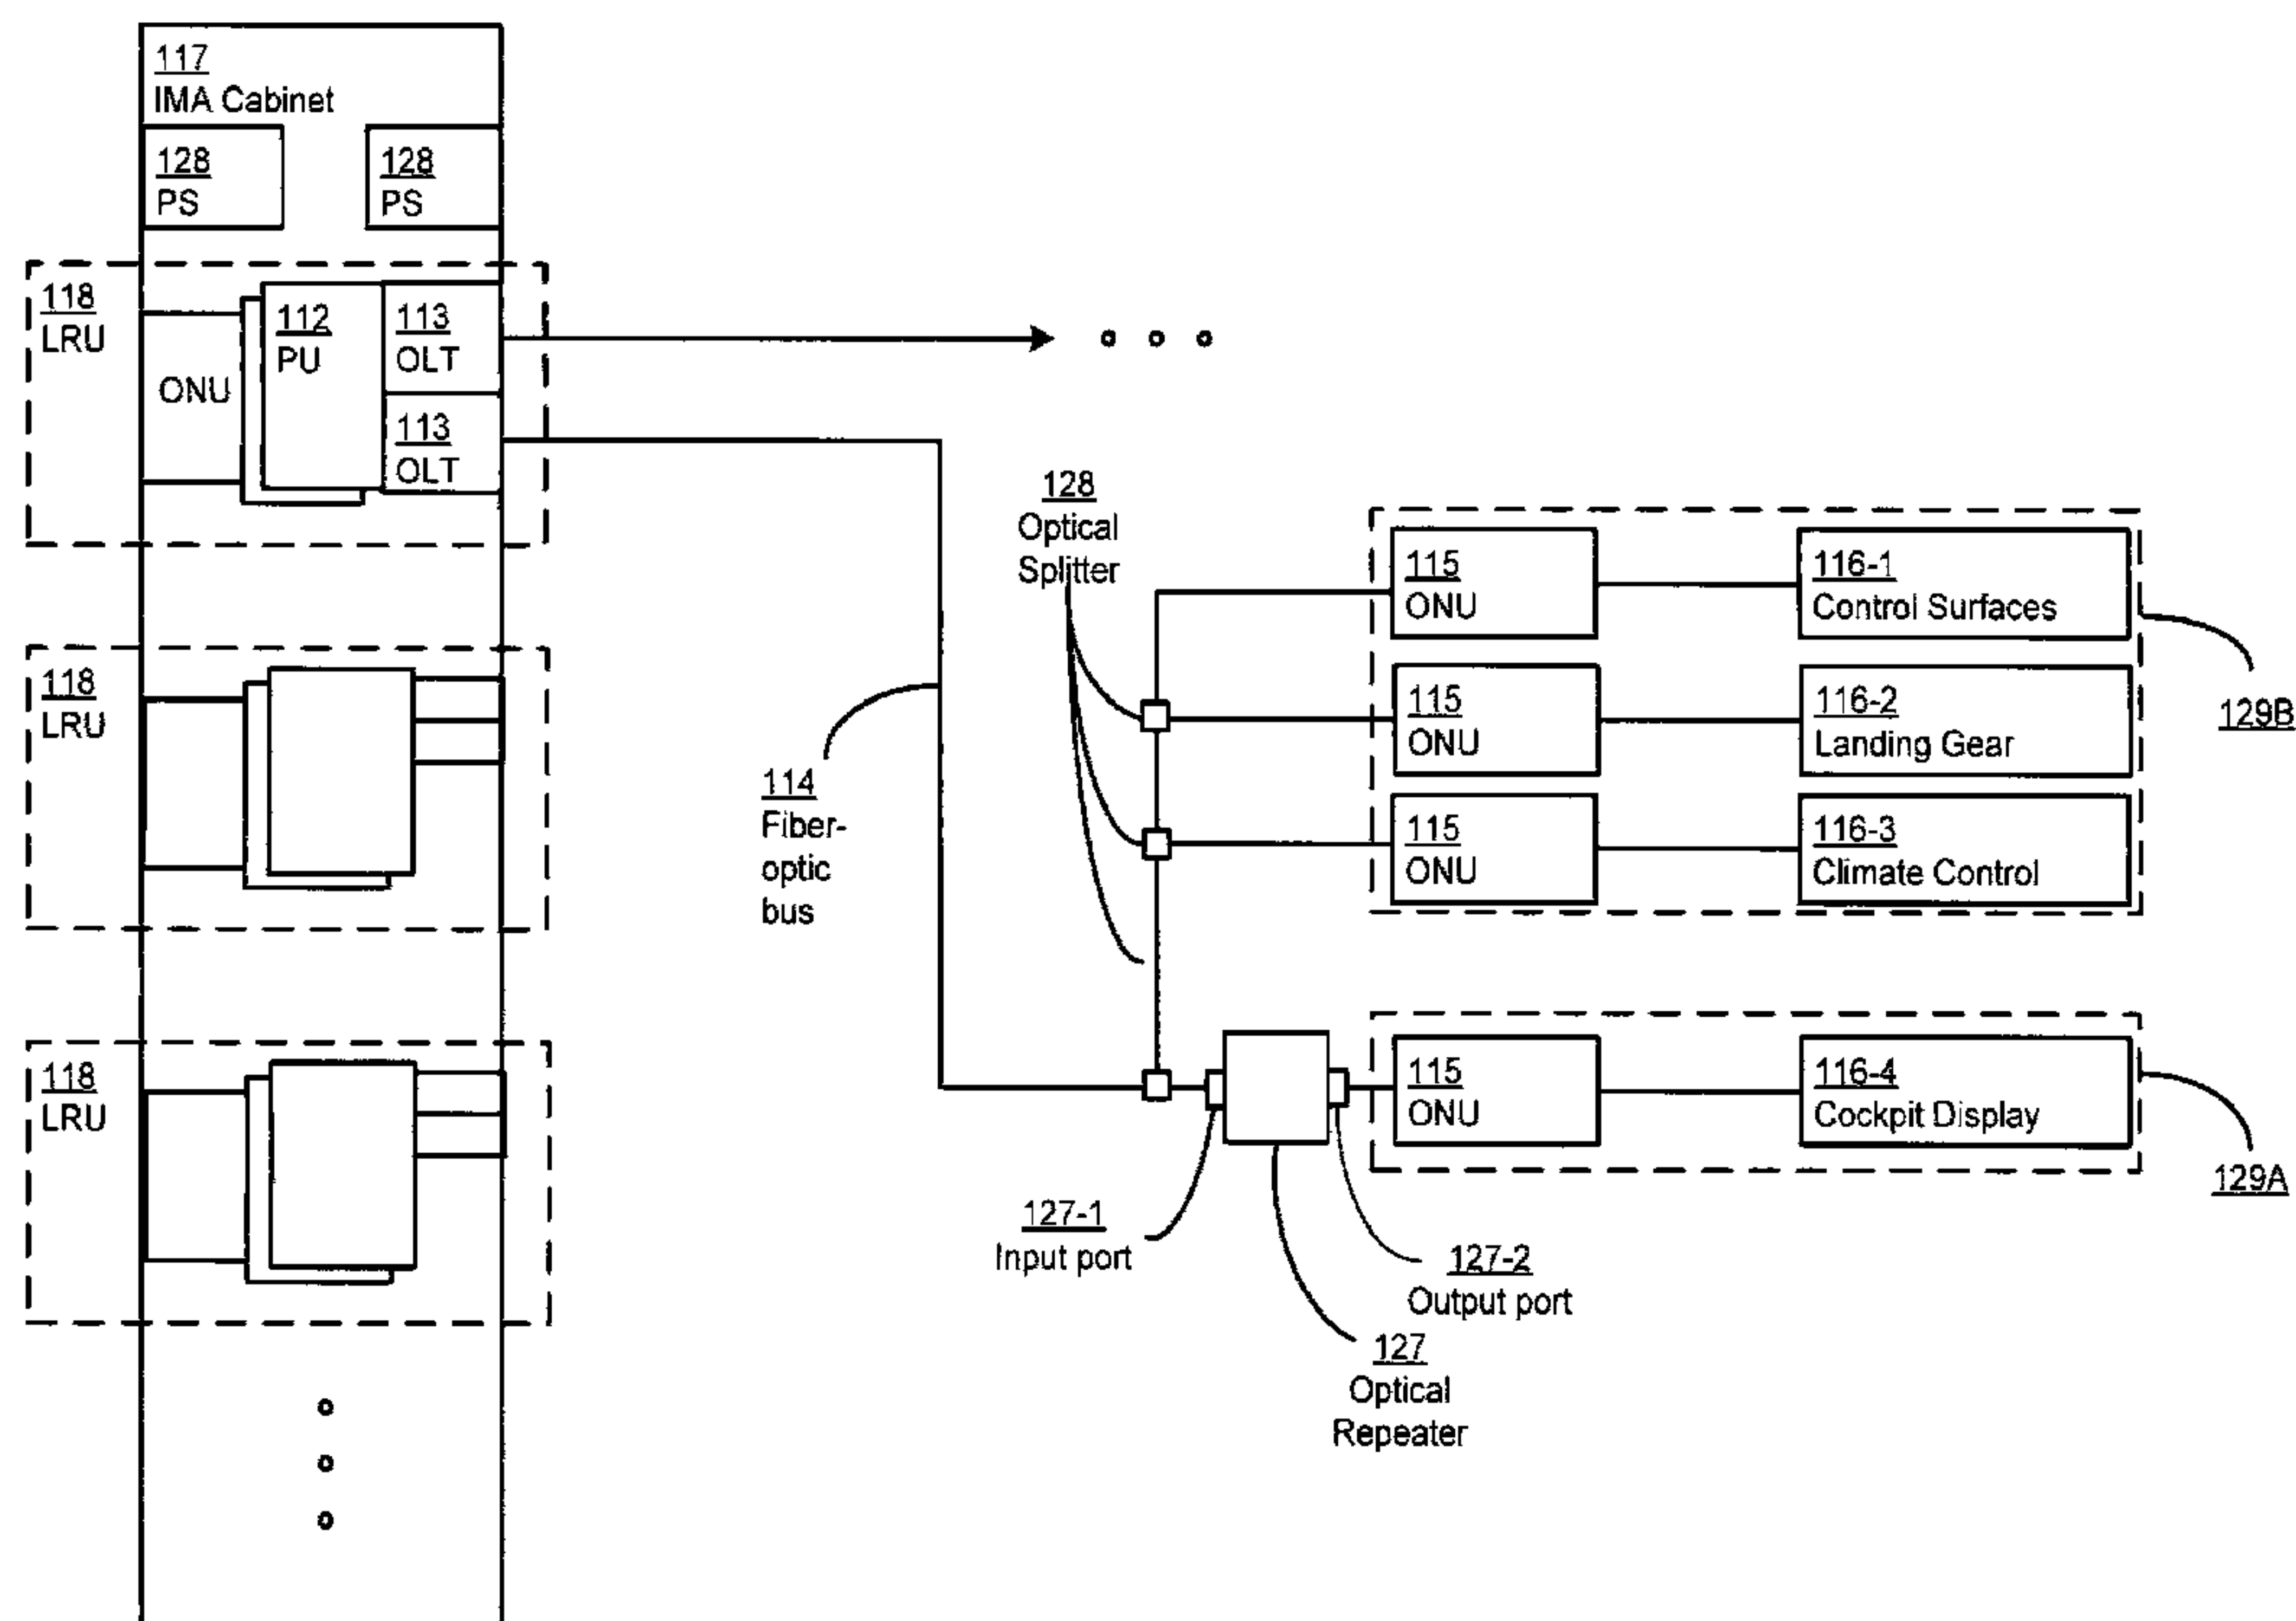 117
IMA Cabinet
128
PS
128
PS
118
LRU
ONU
112
PU
113
OLT
113
OLT
118
LRU
118
LRU
114
Fiber-
optic
bus
128
Optical
Splitter
115
ONU
116-1
Control Surfaces
115
ONU
116-2
Landing Gear
115
ONU
116-3
Climate Control
129B
115
ONU
116-4
Cockpit Display
129A
127-1
Input port
127-2
Output port
127
Optical
Repeater